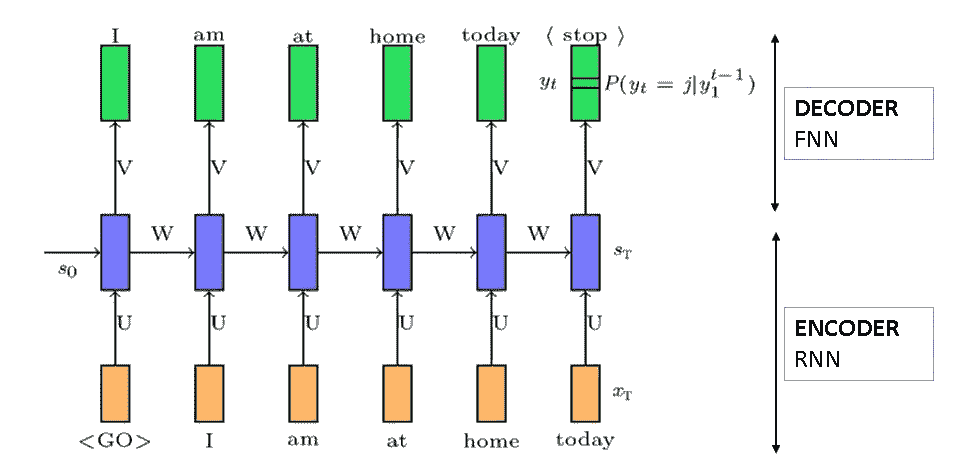 I am at home today ⟨ stop ⟩
y_t P(y_t = j|y_1^{t-1})
DECODER
FNN
V V V V V V
W W W W W
s_0
s_T
U U U U U U
ENCODER
RNN
x_T
<GO> I am at home today